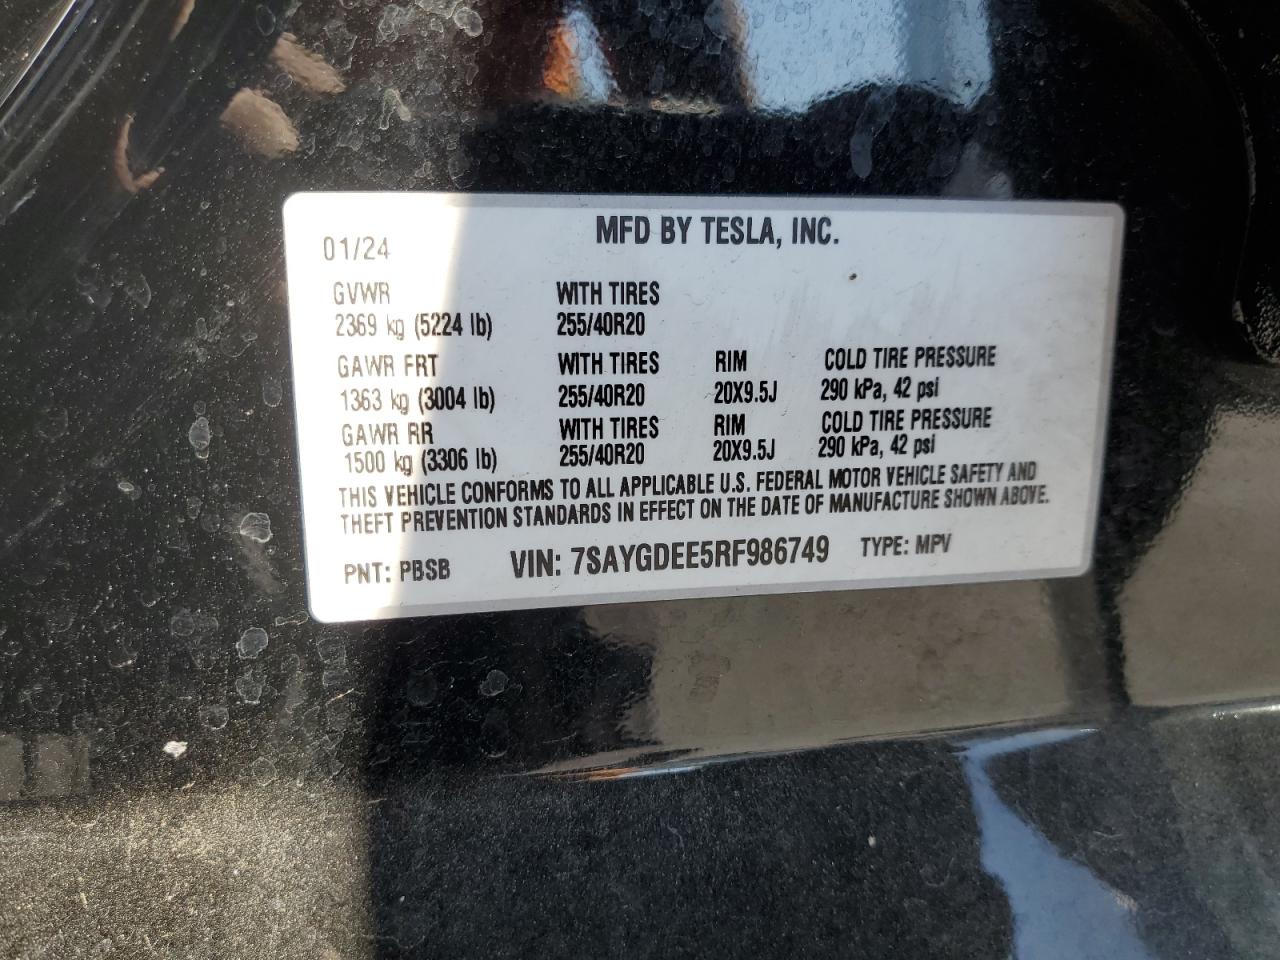 MFD BY TESLA, INC.
01/24
GVWR WITH TIRES
2369 kg (5224 lb) 255/40R20
GAWR FRT WITH TIRES RIM COLD TIRE PRESSURE
1363 kg (3004 lb) 255/40R20 20X9.5J 290 kPa, 42 psi
GAWR RR WITH TIRES RIM COLD TIRE PRESSURE
1500 kg (3306 lb) 255/40R20 20X9.5J 290 kPa, 42 psi
THIS VEHICLE CONFORMS TO ALL APPLICABLE U.S. FEDERAL MOTOR VEHICLE SAFETY AND
THEFT PREVENTION STANDARDS IN EFFECT ON THE DATE OF MANUFACTURE SHOWN ABOVE.
PNT: PBSB VIN: 7SAYGDEE5RF986749 TYPE: MPV